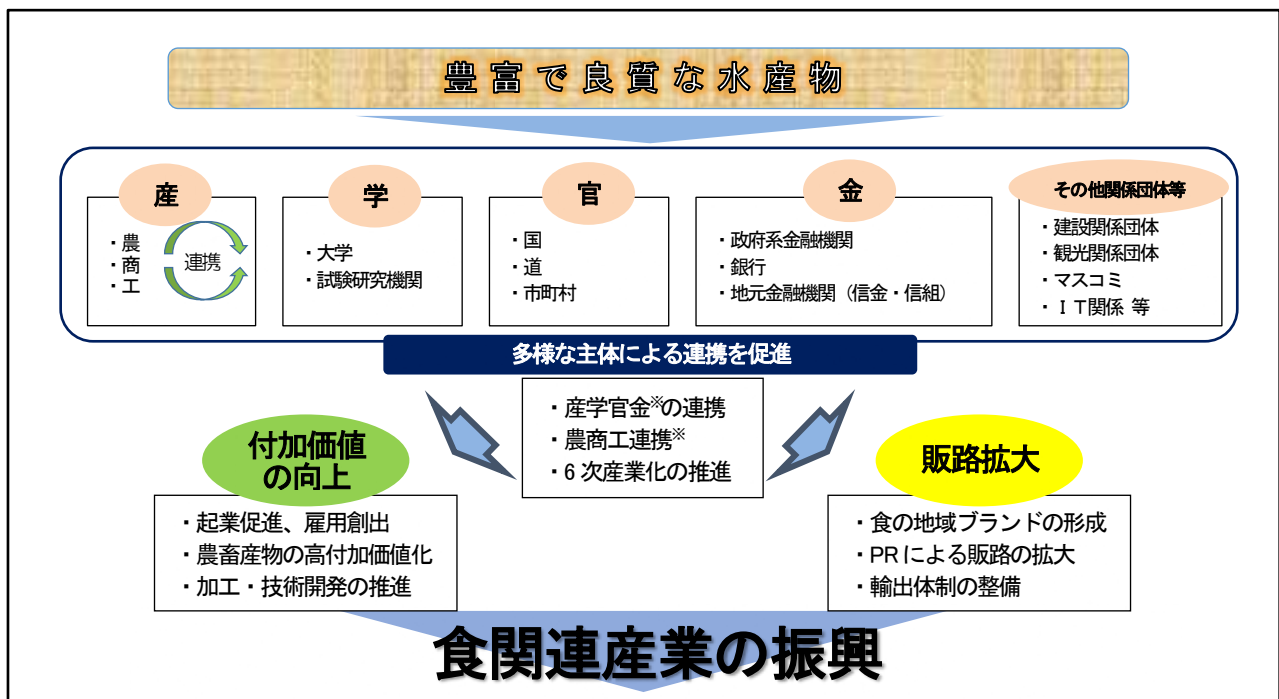 豊富で良質な水産物
産
・農
・商
・工
連携
学
・大学
・試験研究機関
官
・国
・道
・市町村
金
・政府系金融機関
・銀行
・地元金融機関（信金・信組）
その他関係団体等
・建設関係団体
・観光関係団体
・マスコミ
・ＩＴ関係 等
多様な主体による連携を促進
・産学官金※の連携
・農商工連携※
・6次産業化の推進
付加価値
の向上
・起業促進、雇用創出
・農畜産物の高付加価値化
・加工・技術開発の推進
販路拡大
・食の地域ブランドの形成
・PRによる販路の拡大
・輸出体制の整備
食関連産業の振興